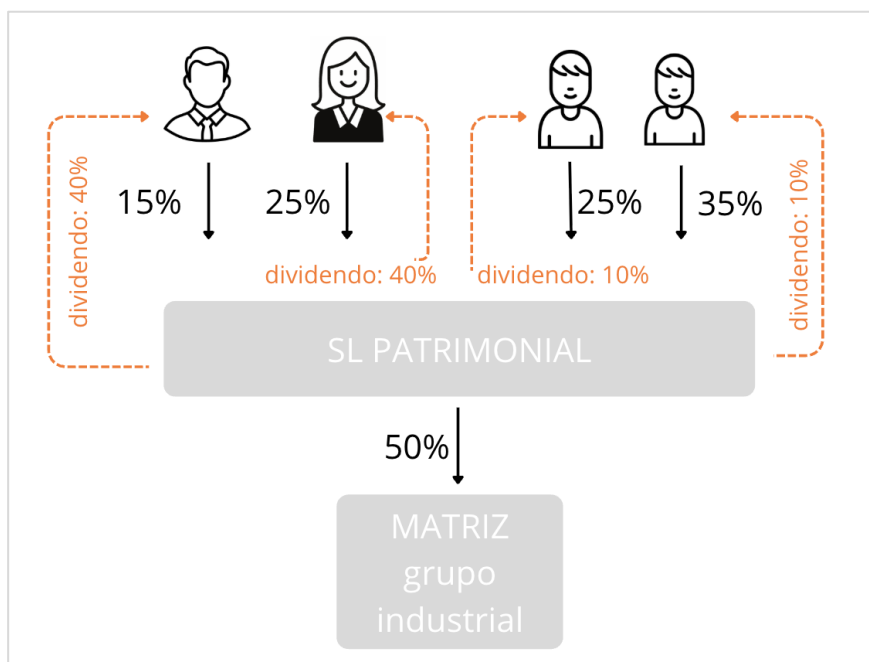 dividendo: 40%
15%
25%
dividendo: 40%
25%
35%
dividendo: 10%
dividendo: 10%
SL PATRIMONIAL
50%
MATRIZ
grupo
industrial